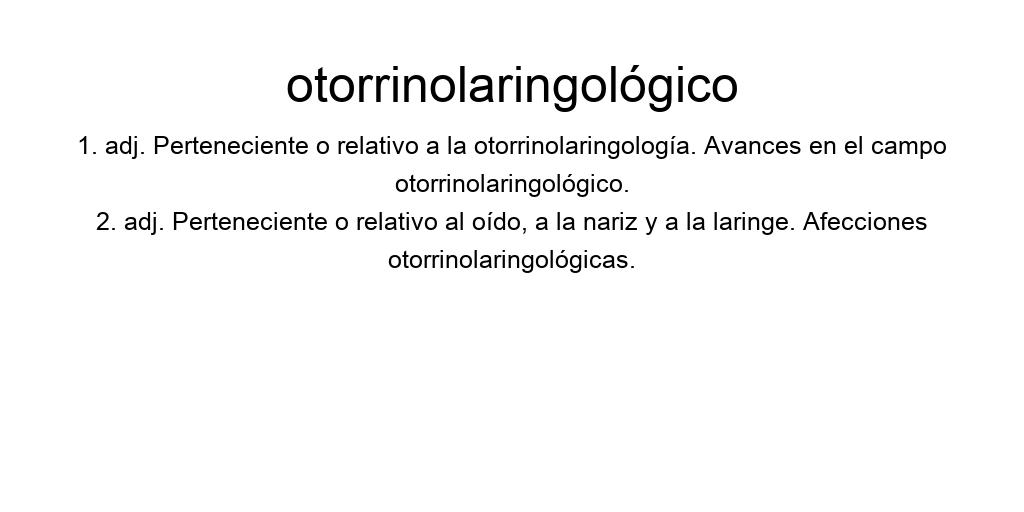 otorrinolaringológico
1. adj. Perteneciente o relativo a la otorrinolaringología. Avances en el campo
otorrinolaringológico.
2. adj. Perteneciente o relativo al oído, a la nariz y a la laringe. Afecciones
otorrinolaringológicas.